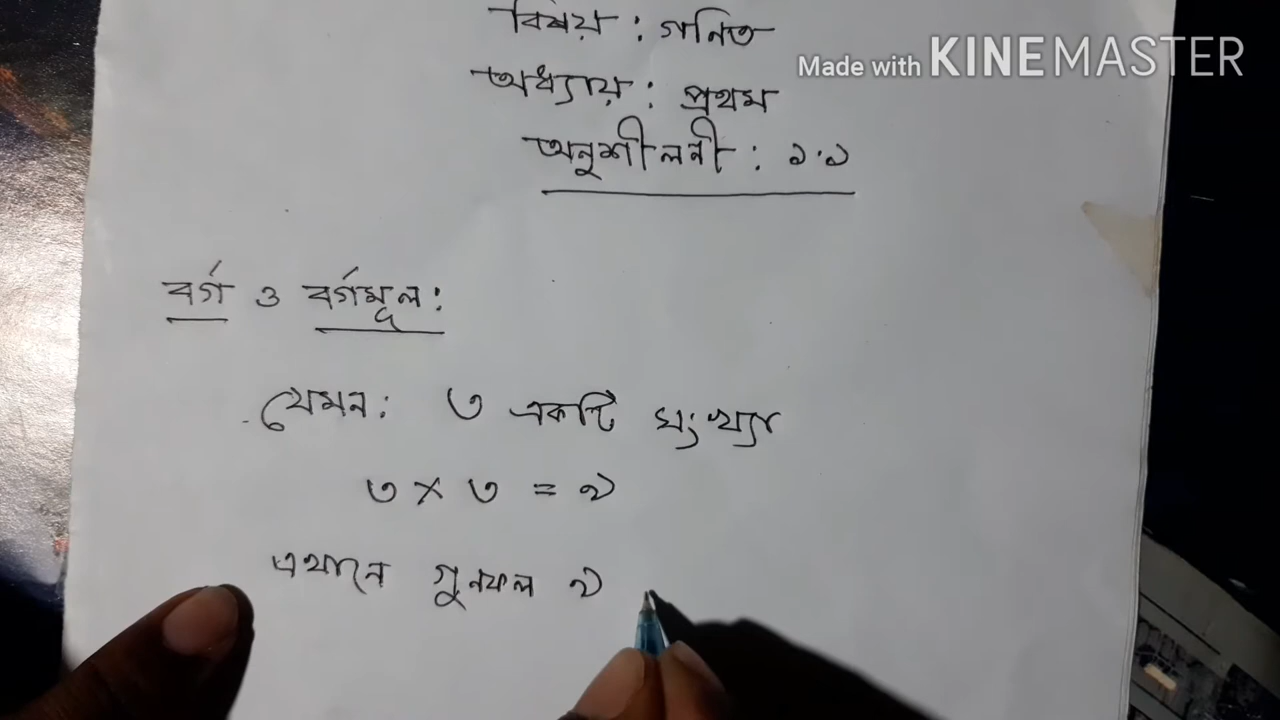 বিষয় : গনিত
Made with KINEMASTER
অধ্যায় : প্রথম
অনুশীলনী : ১.১
বর্গ ও বর্গমূল :
যেমন : ৩ একটি সংখ্যা
৩ × ৩ = ৯
এখানে গুনফল ৯